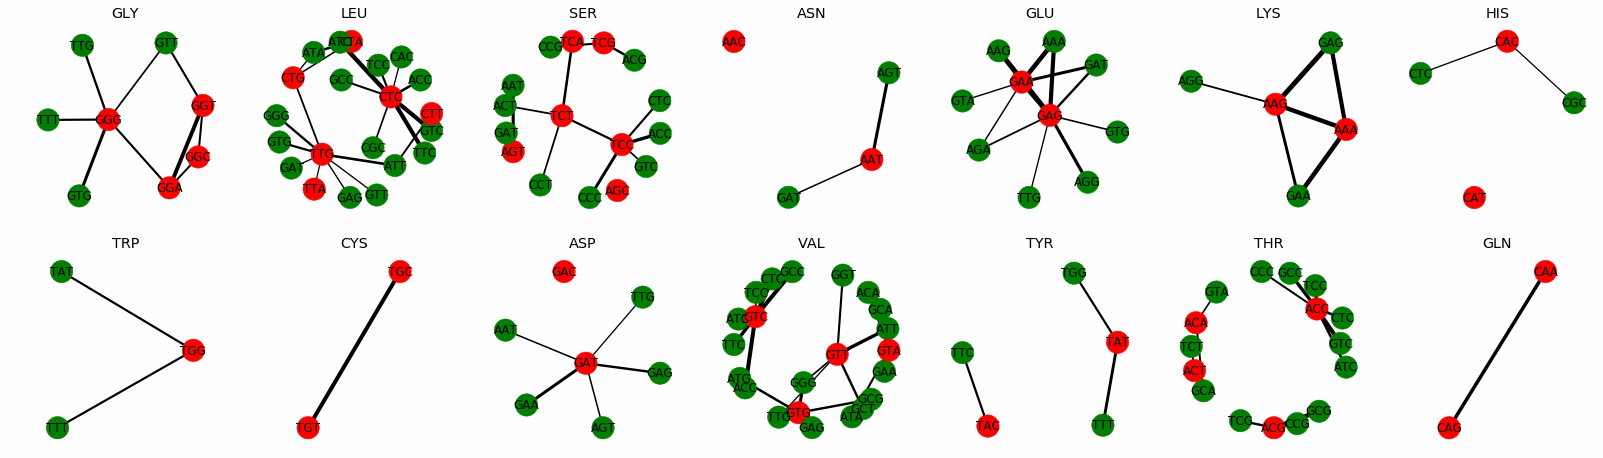 GLY LEU SER ASN GLU LYS HIS
TTG GTT GGT GGG TTT GGC GGA GTG
ATA CTA CTG TCC CAC GCC ACC CTC CTT GTC TTC CGC ATT GGG GTG TTG GAT TTA GAG GTT
CCG TCA TCG ACG AAT ACT CTC TCT GAT AGT TCC ACC GTC CCT CCC AGC
AAC AGT AAT GAT
AAG AAA GAA GAT GTA GAG GTG AGA AGG TTG
GAG AGG AAG AAA GAA
CAC CTC CGC CAT
TRP CYS ASP VAL TYR THR GLN
TAT TGG TTT
TGC TGT
GAC TTG AAT GAT GAG GAA AGT
GCC CTC TCC GTC ATC TTC ATG ACC GGT ACA GCA ATT GTA GTT GAA GGG GCG GCT ATA TTG GTG GAG
TGG TAT TTC TAC TTT
CCC GCC TCC ACC CTC GTC ATC GTA ACA TCT ACT GCA TCG ACG CCG GCG
CAA CAG